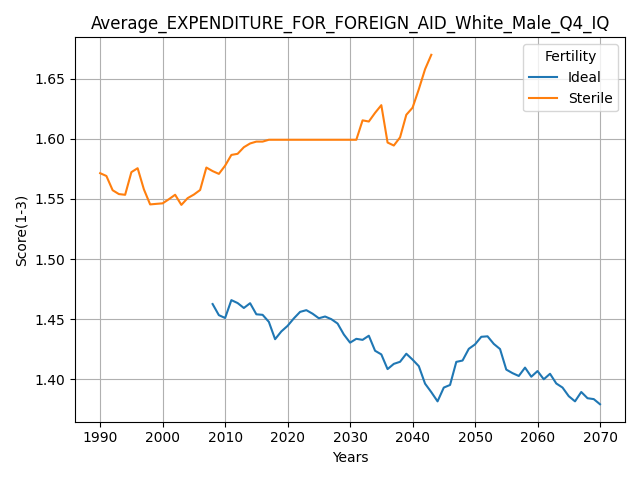 Average_EXPENDITURE_FOR_FOREIGN_AID_White_Male_Q4_IQ
Fertility
Ideal
Sterile
Score(1-3)
1.65
1.60
1.55
1.50
1.45
1.40
1990 2000 2010 2020 2030 2040 2050 2060 2070
Years